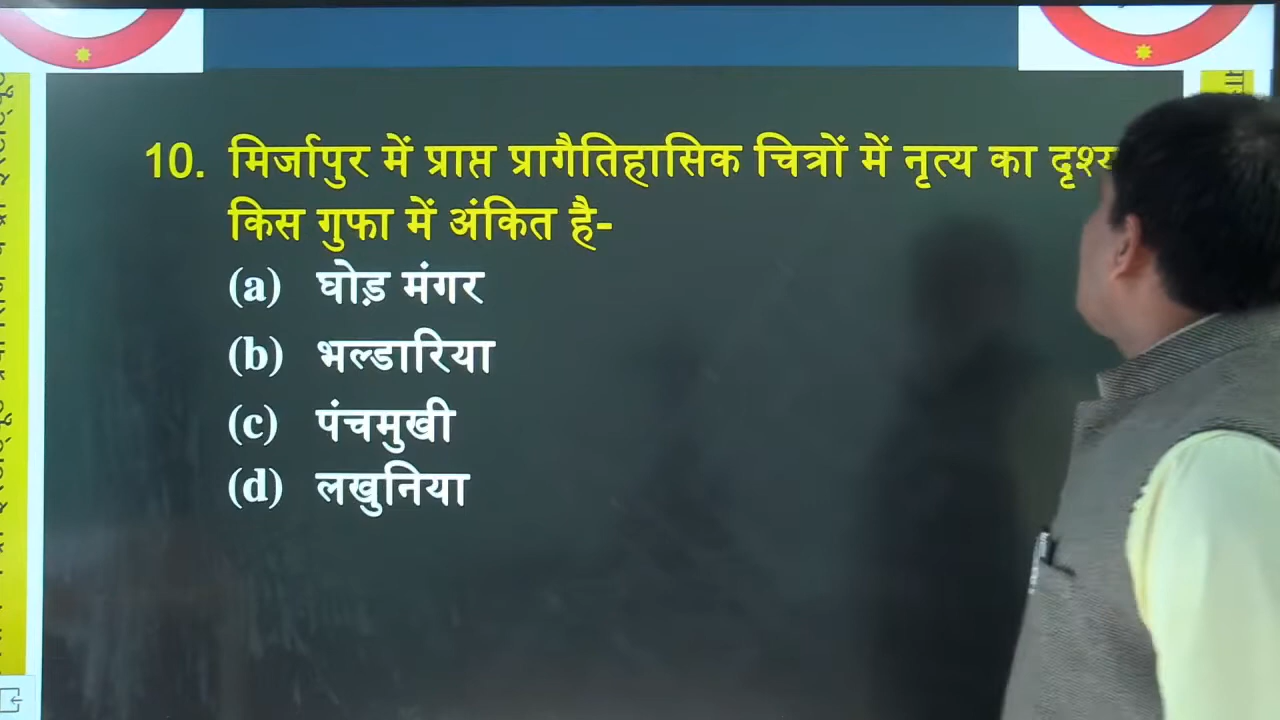 10. मिर्जापुर में प्राप्त प्रागैतिहासिक चित्रों में नृत्य का दृश्य
किस गुफा में अंकित है-
(a) घोड़ मंगर
(b) भल्डारिया
(c) पंचमुखी
(d) लखुनिया